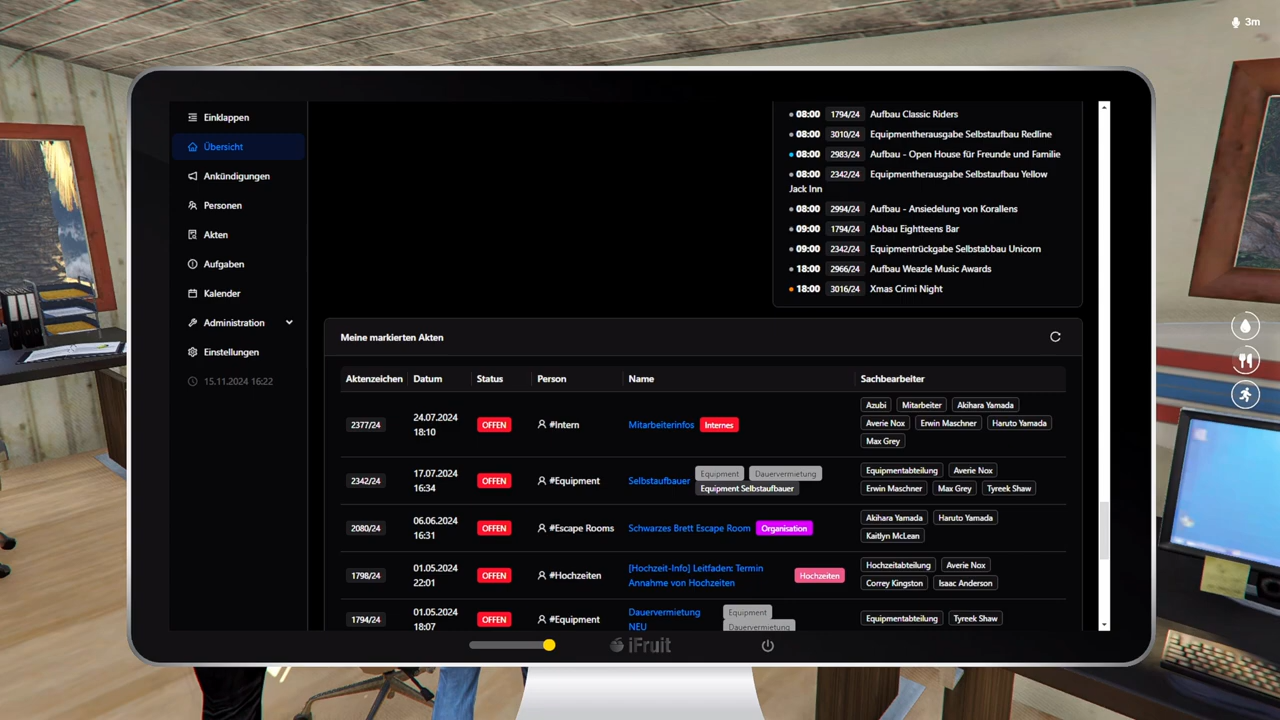 3m
Einklappen
Übersicht
Ankündigungen
Personen
Akten
Aufgaben
Kalender
Administration
Einstellungen
15.11.2024 16:22
08:00 1794/24 Aufbau Classic Riders
08:00 3010/24 Equipmentherausgabe Selbstaufbau Redline
08:00 2983/24 Aufbau - Open House für Freunde und Familie
08:00 2342/24 Equipmentherausgabe Selbstaufbau Yellow
Jack Inn
08:00 2994/24 Aufbau - Ansiedelung von Korallens
09:00 1794/24 Abbau Eightteens Bar
09:00 2342/24 Equipmentrückgabe Selbstabbau Unicorn
18:00 2966/24 Aufbau Weazle Music Awards
18:00 3016/24 Xmas Crimi Night
Meine markierten Akten
Aktenzeichen Datum Status Person Name Sachbearbeiter
2377/24 24.07.2024 18:10 OFFEN #Intern Mitarbeiterinfos Internes
Azubi Mitarbeiter Akihara Yamada
Averie Nox Erwin Maschner Haruto Yamada
Max Grey
2342/24 17.07.2024 16:34 OFFEN #Equipment Selbstaufbauer Equipment Dauervermietung
Equipment Selbstaufbauer
Equipmentabteilung Averie Nox
Erwin Maschner Max Grey Tyreek Shaw
2080/24 06.06.2024 16:31 OFFEN #Escape Rooms Schwarzes Brett Escape Room Organisation
Akihara Yamada Haruto Yamada
Kaitlyn McLean
1798/24 01.05.2024 22:01 OFFEN #Hochzeiten [Hochzeit-Info] Leitfaden: Termin
Annahme von Hochzeiten Hochzeiten
Hochzeitabteilung Averie Nox
Correy Kingston Isaac Anderson
1794/24 01.05.2024 18:07 OFFEN #Equipment Dauervermietung
NEU Equipment
Dauervermietung
Equipmentabteilung Tyreek Shaw
iFruit